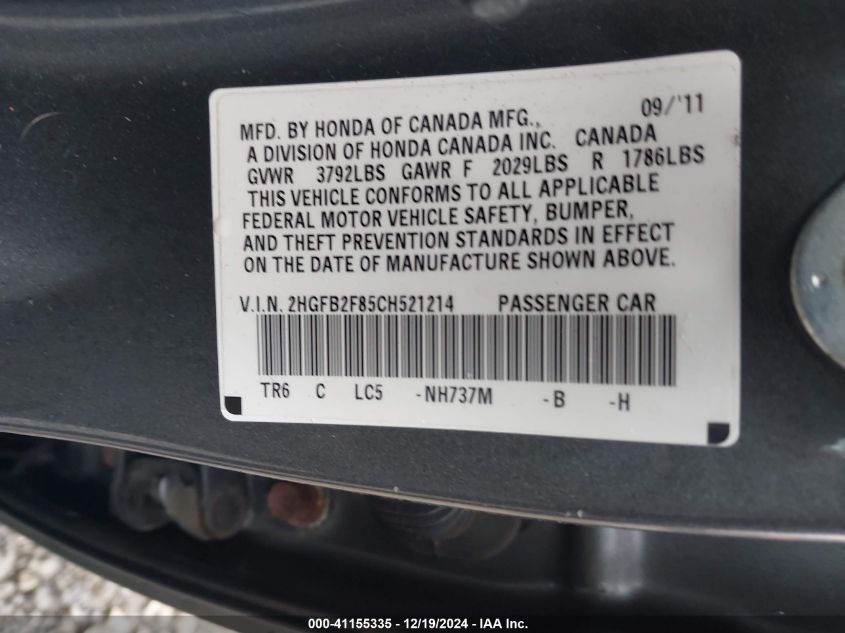 09/'11
MFD. BY HONDA OF CANADA MFG.,
A DIVISION OF HONDA CANADA INC. CANADA
GVWR 3792LBS GAWR F 2029LBS R 1786LBS
THIS VEHICLE CONFORMS TO ALL APPLICABLE
FEDERAL MOTOR VEHICLE SAFETY, BUMPER,
AND THEFT PREVENTION STANDARDS IN EFFECT
ON THE DATE OF MANUFACTURE SHOWN ABOVE.
V.I.N. 2HGFB2F85CH521214 PASSENGER CAR
TR6 C LC5 -NH737M -B -H
000-41155335 - 12/19/2024 - IAA Inc.